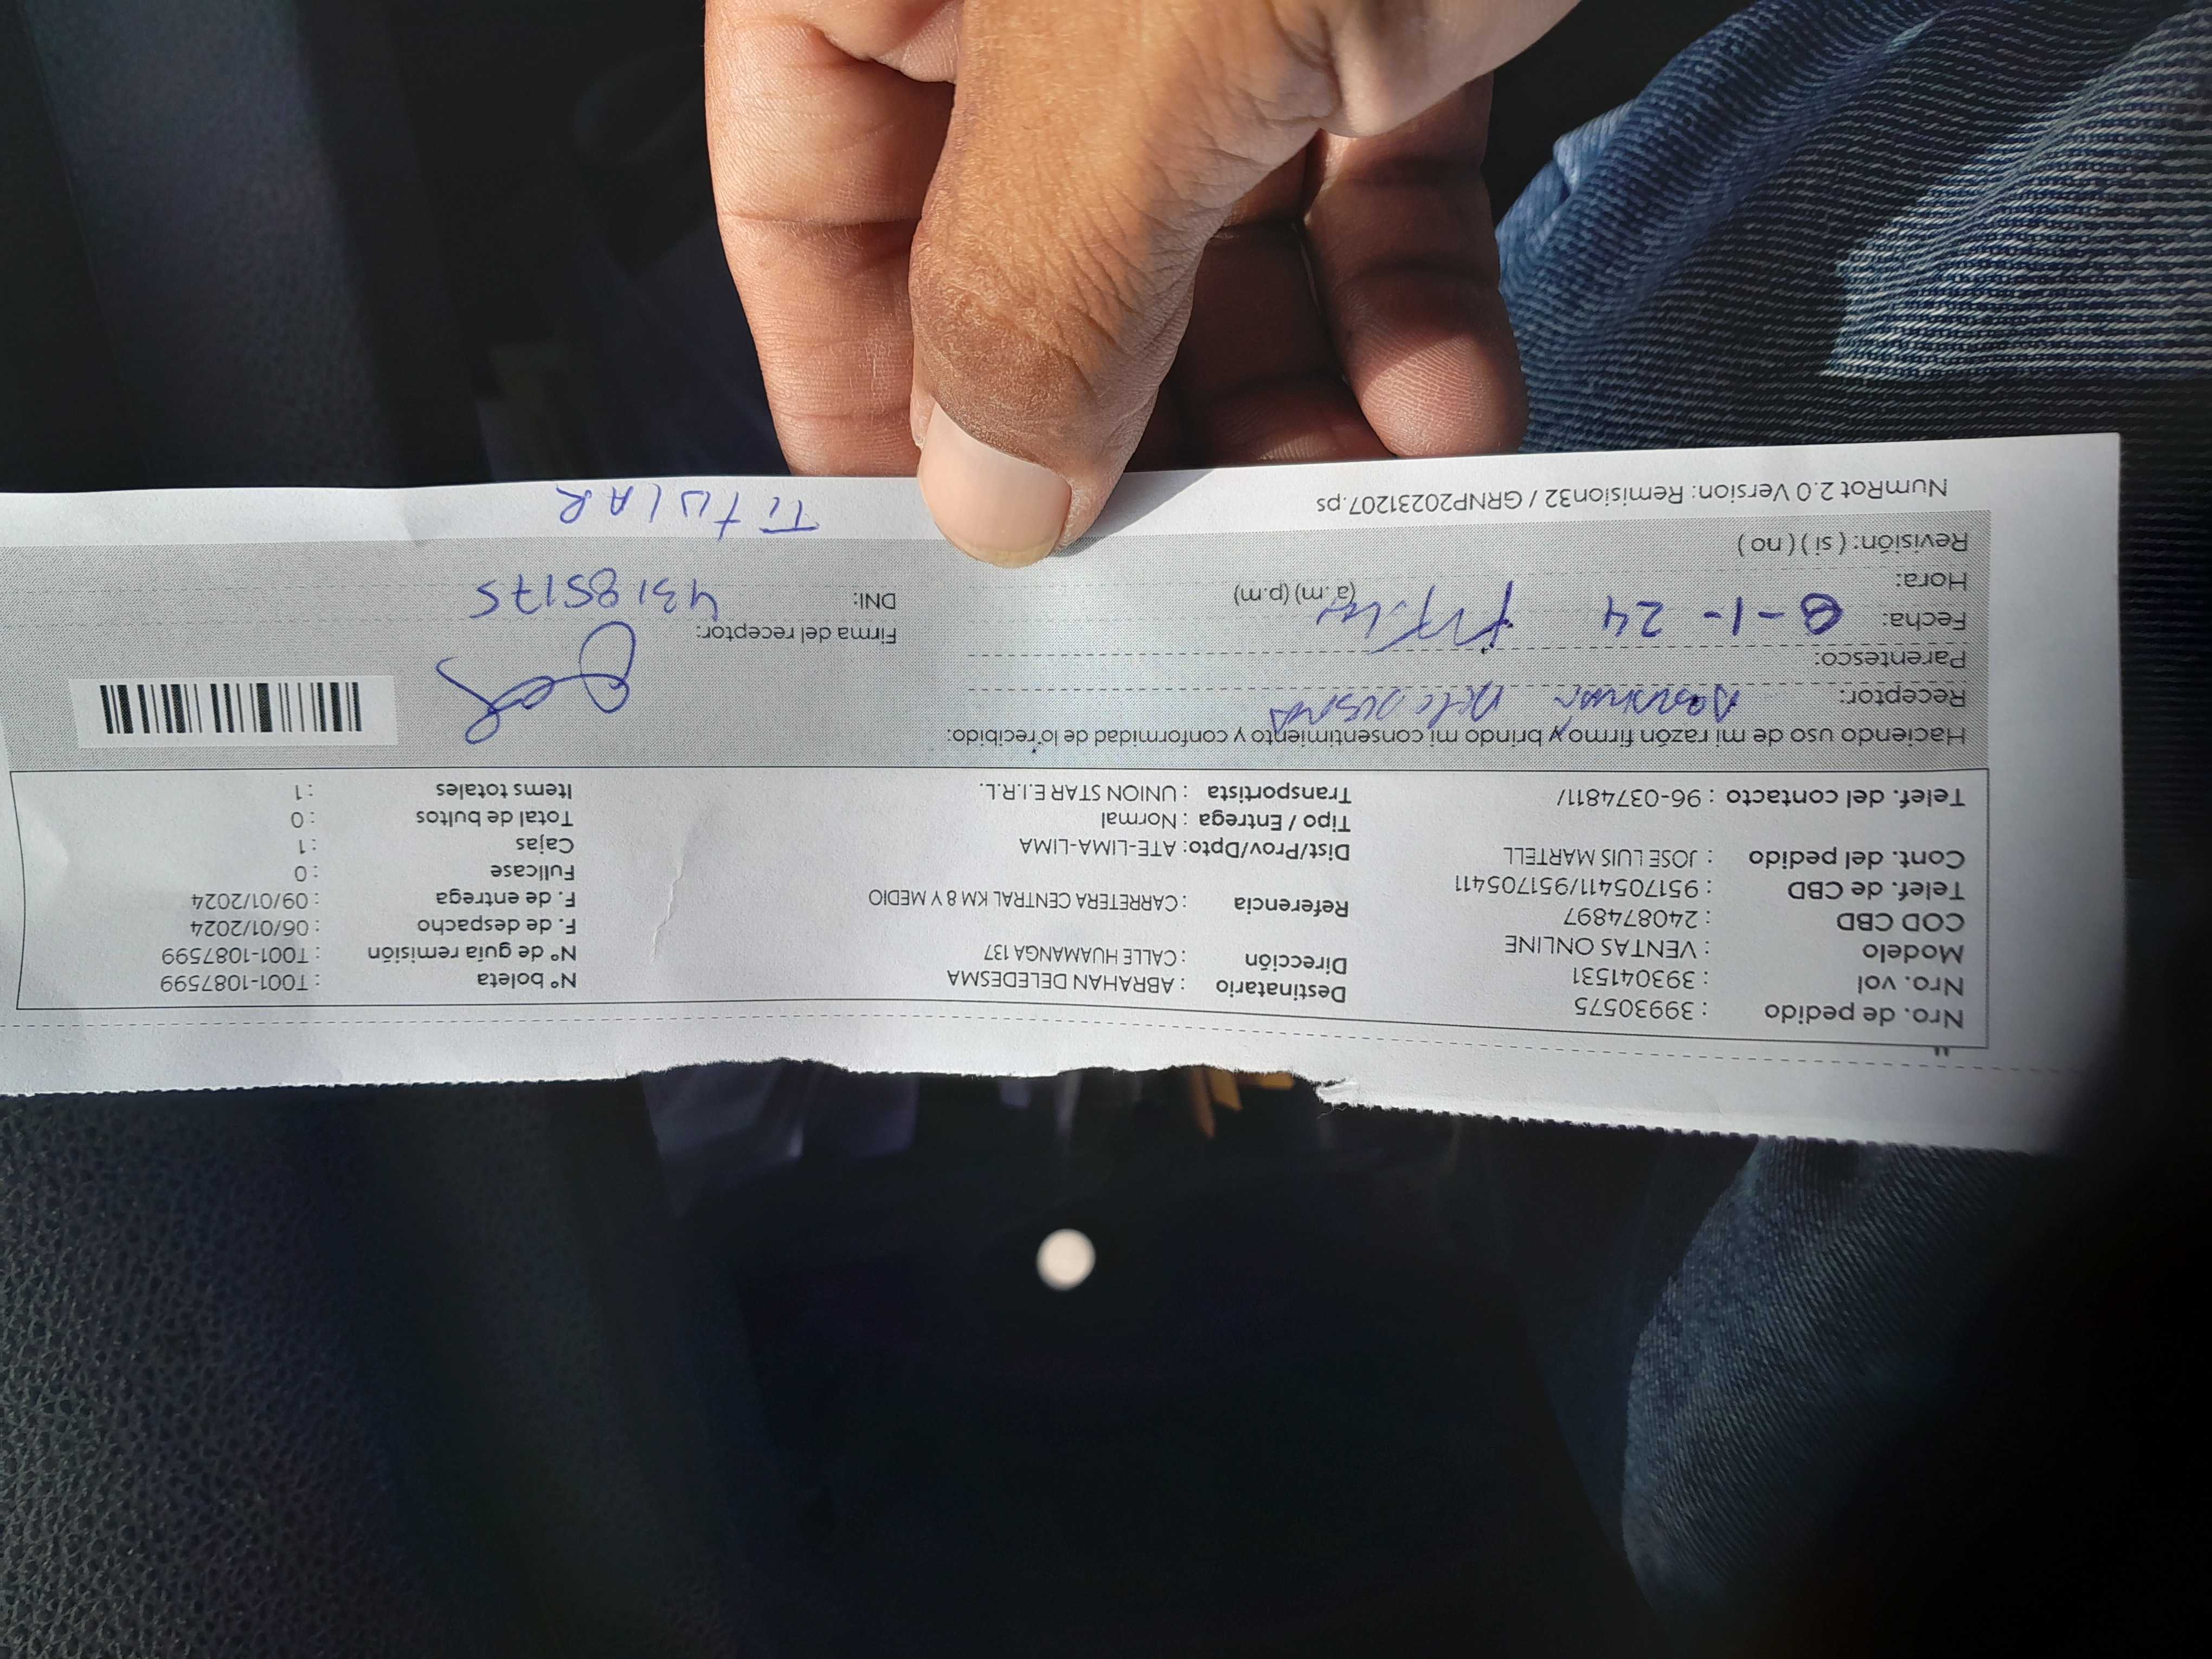 Nro. de pedido : 39930575
Nro. vol : 393041531
Modelo : VENTAS ONLINE
COD CBD : 240874897
Telef. de CBD : 951705411/951705411
Cont. del pedido : JOSE LUIS MARTELL
Telef. del contacto : 96-0374811/
Destinatario : ABRAHAN DELEDESMA
Dirección : CALLE HUAMANGA 137
Referencia : CARRETERA CENTRAL KM 8 Y MEDIO
Dist/Prov/Dpto: ATE-LIMA-LIMA
Tipo / Entrega : Normal
Transportista : UNION STAR E.I.R.L.
N° boleta : T001-1087599
N° de guia remisión : T001-1087599
F. de despacho : 06/01/2024
F. de entrega : 09/01/2024
Fullcase : 0
Cajas : 1
Total de bultos : 0
Items totales : 1
Haciendo uso de mi razón firmo y brindo mi consentimiento y conformidad de lo recibido:
Receptor:
Parentesco:
Fecha: 8-1-24
Hora: (a.m) (p.m)
Revisión: ( si ) ( no )
Firma del receptor:
DNI: 43185175
TiTULAR
NumRot 2.0 Version: Remision32 / GRNP20231207.ps